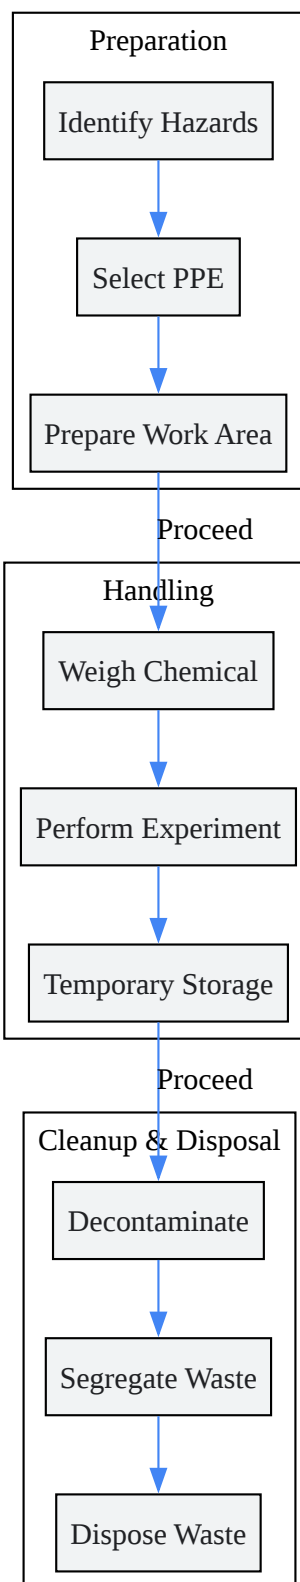 Preparation
Identify Hazards
Select PPE
Prepare Work Area
Proceed
Handling
Weigh Chemical
Perform Experiment
Temporary Storage
Proceed
Cleanup & Disposal
Decontaminate
Segregate Waste
Dispose Waste